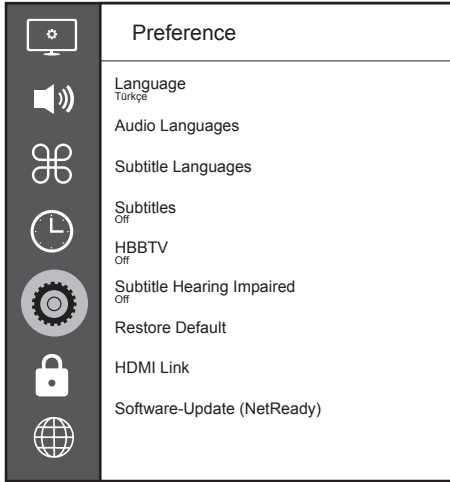 Preference
Language
Türkçe
Audio Languages
Subtitle Languages
Subtitles
Off
HBBTV
Off
Subtitle Hearing Impaired
Off
Restore Default
HDMI Link
Software-Update (NetReady)